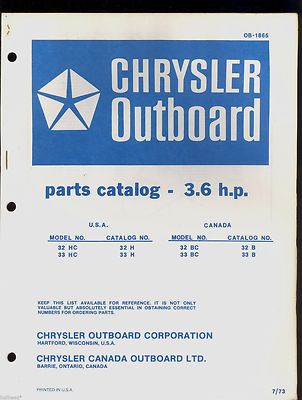 OB-1865
CHRYSLER
Outboard
parts catalog - 3.6 h.p.
U.S.A. CANADA
MODEL NO. CATALOG NO. MODEL NO. CATALOG NO.
32 HC 32 H 32 BC 32 B
33 HC 33 H 33 BC 33 B
KEEP THIS LIST AVAILABLE FOR REFERENCE. IT IS NOT ONLY
VALUABLE BUT ABSOLUTELY ESSENTIAL IN OBTAINING CORRECT
NUMBERS FOR ORDERING PARTS.
CHRYSLER OUTBOARD CORPORATION
HARTFORD, WISCONSIN, U.S.A.
CHRYSLER CANADA OUTBOARD LTD.
BARRIE, ONTARIO, CANADA
PRINTED IN U.S.A. 7/73